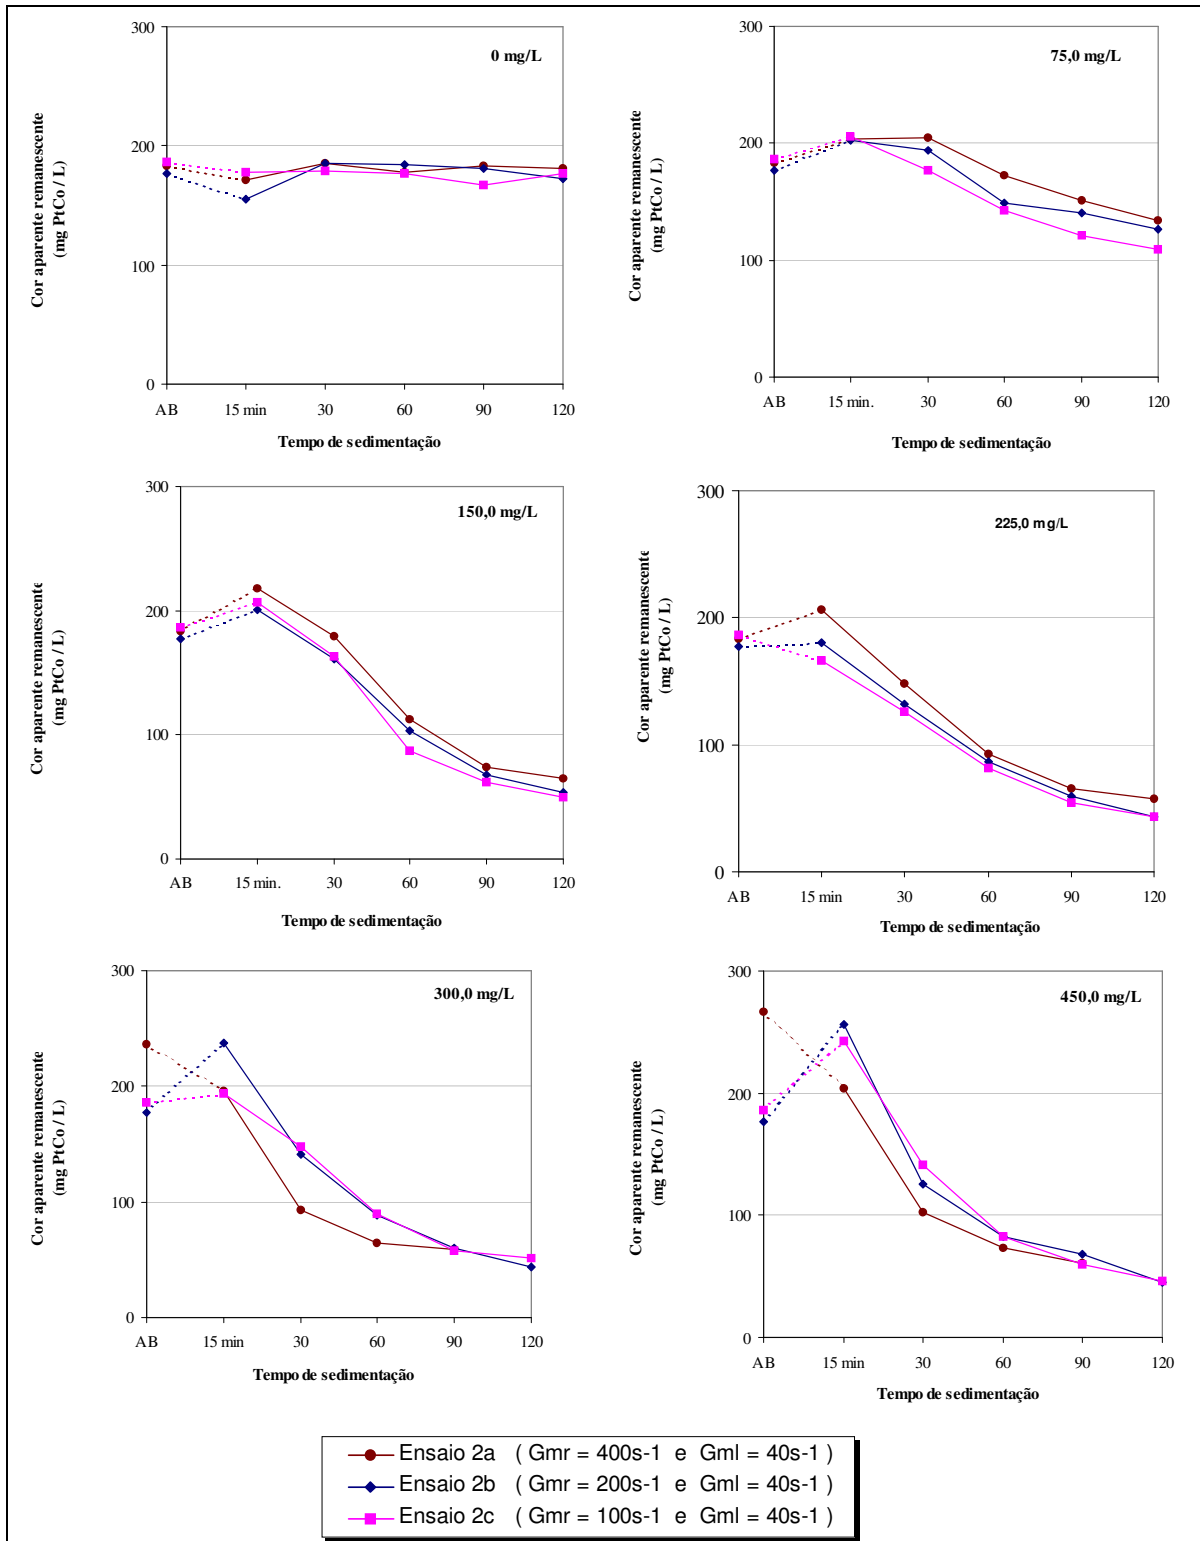 0 mg/L
300
200
100
0
Cor aparente remanescente
(mg PtCo / L)
AB 15 min 30 60 90 120
Tempo de sedimentação
75,0 mg/L
300
200
100
0
Cor aparente remanescente
(mg PtCo / L)
AB 15 min. 30 60 90 120
Tempo de sedimentação
150,0 mg/L
300
200
100
0
Cor aparente remanescente
(mg PtCo / L)
AB 15 min. 30 60 90 120
Tempo de sedimentação
225,0 mg/L
300
200
100
0
Cor aparente remanescente
(mg PtCo / L)
AB 15 min 30 60 90 120
Tempo de sedimentação
300,0 mg/L
300
200
100
0
Cor aparente remanescente
(mg PtCo / L)
AB 15 min 30 60 90 120
Tempo de sedimentação
450,0 mg/L
300
200
100
0
Cor aparente remanescente
(mg PtCo / L)
AB 15 min 30 60 90 120
Tempo de sedimentação
Ensaio 2a ( Gmr = 400s-1 e Gml = 40s-1 )
Ensaio 2b ( Gmr = 200s-1 e Gml = 40s-1 )
Ensaio 2c ( Gmr = 100s-1 e Gml = 40s-1 )